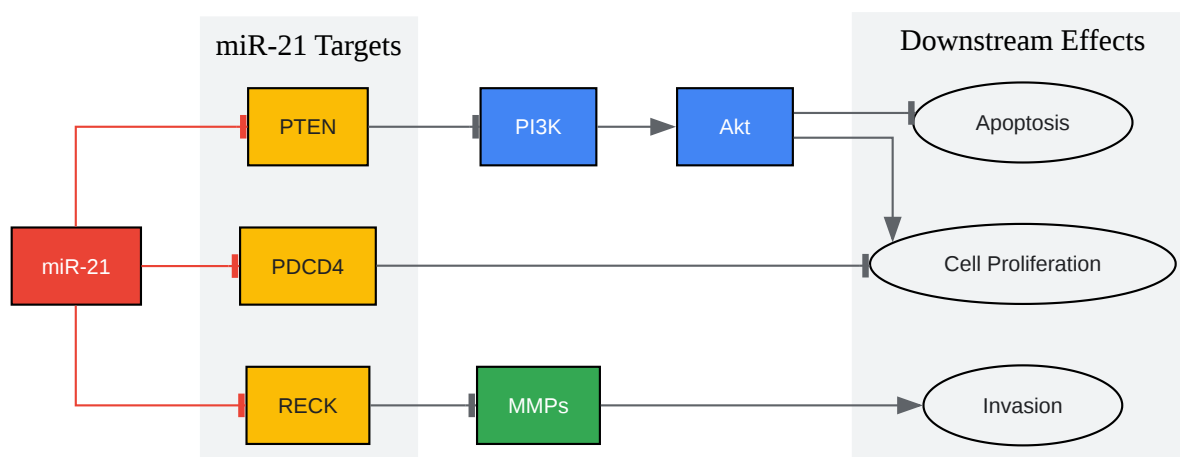 miR-21 Targets
Downstream Effects
PTEN
PI3K
Akt
Apoptosis
miR-21
PDCD4
Cell Proliferation
RECK
MMPs
Invasion